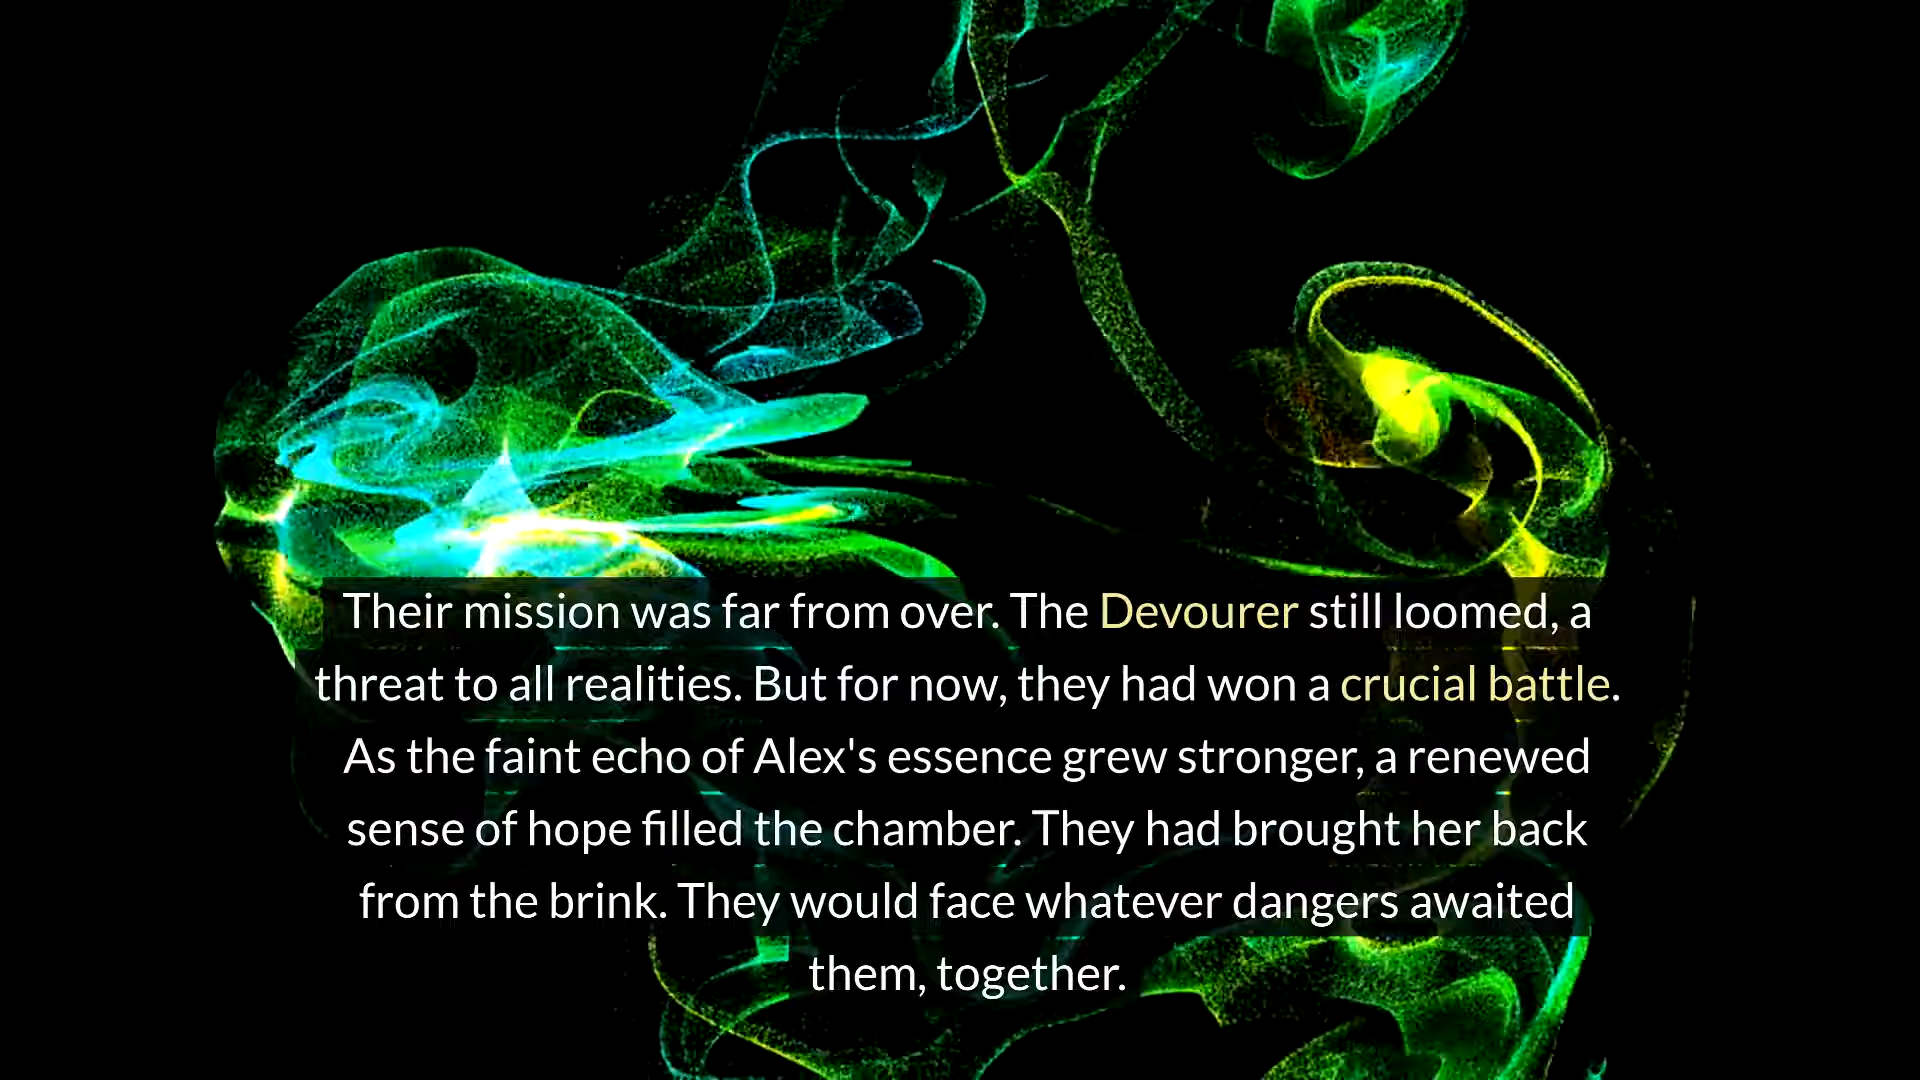 Their mission was far from over. The Devourer still loomed, a
threat to all realities. But for now, they had won a crucial battle.
As the faint echo of Alex's essence grew stronger, a renewed
sense of hope filled the chamber. They had brought her back
from the brink. They would face whatever dangers awaited
them, together.